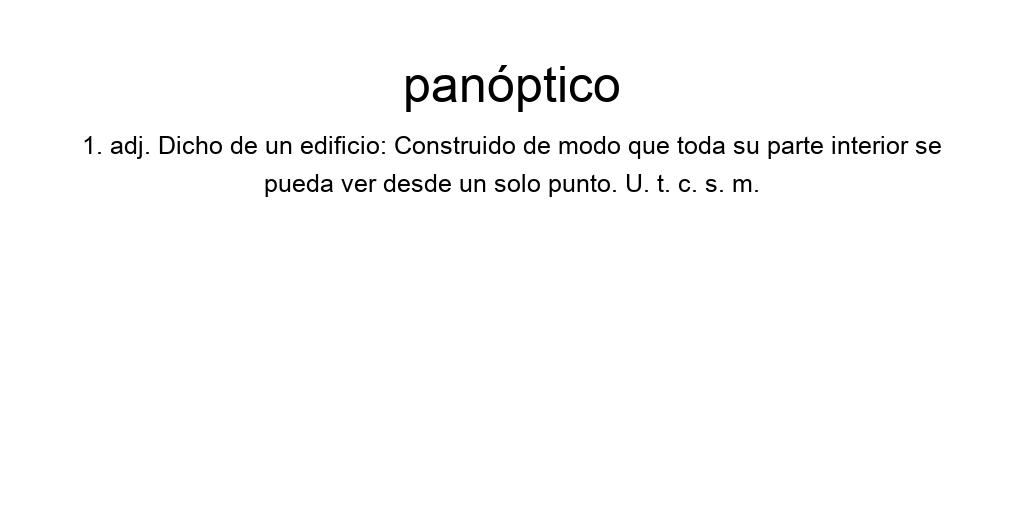 panóptico
1. adj. Dicho de un edificio: Construido de modo que toda su parte interior se
pueda ver desde un solo punto. U. t. c. s. m.